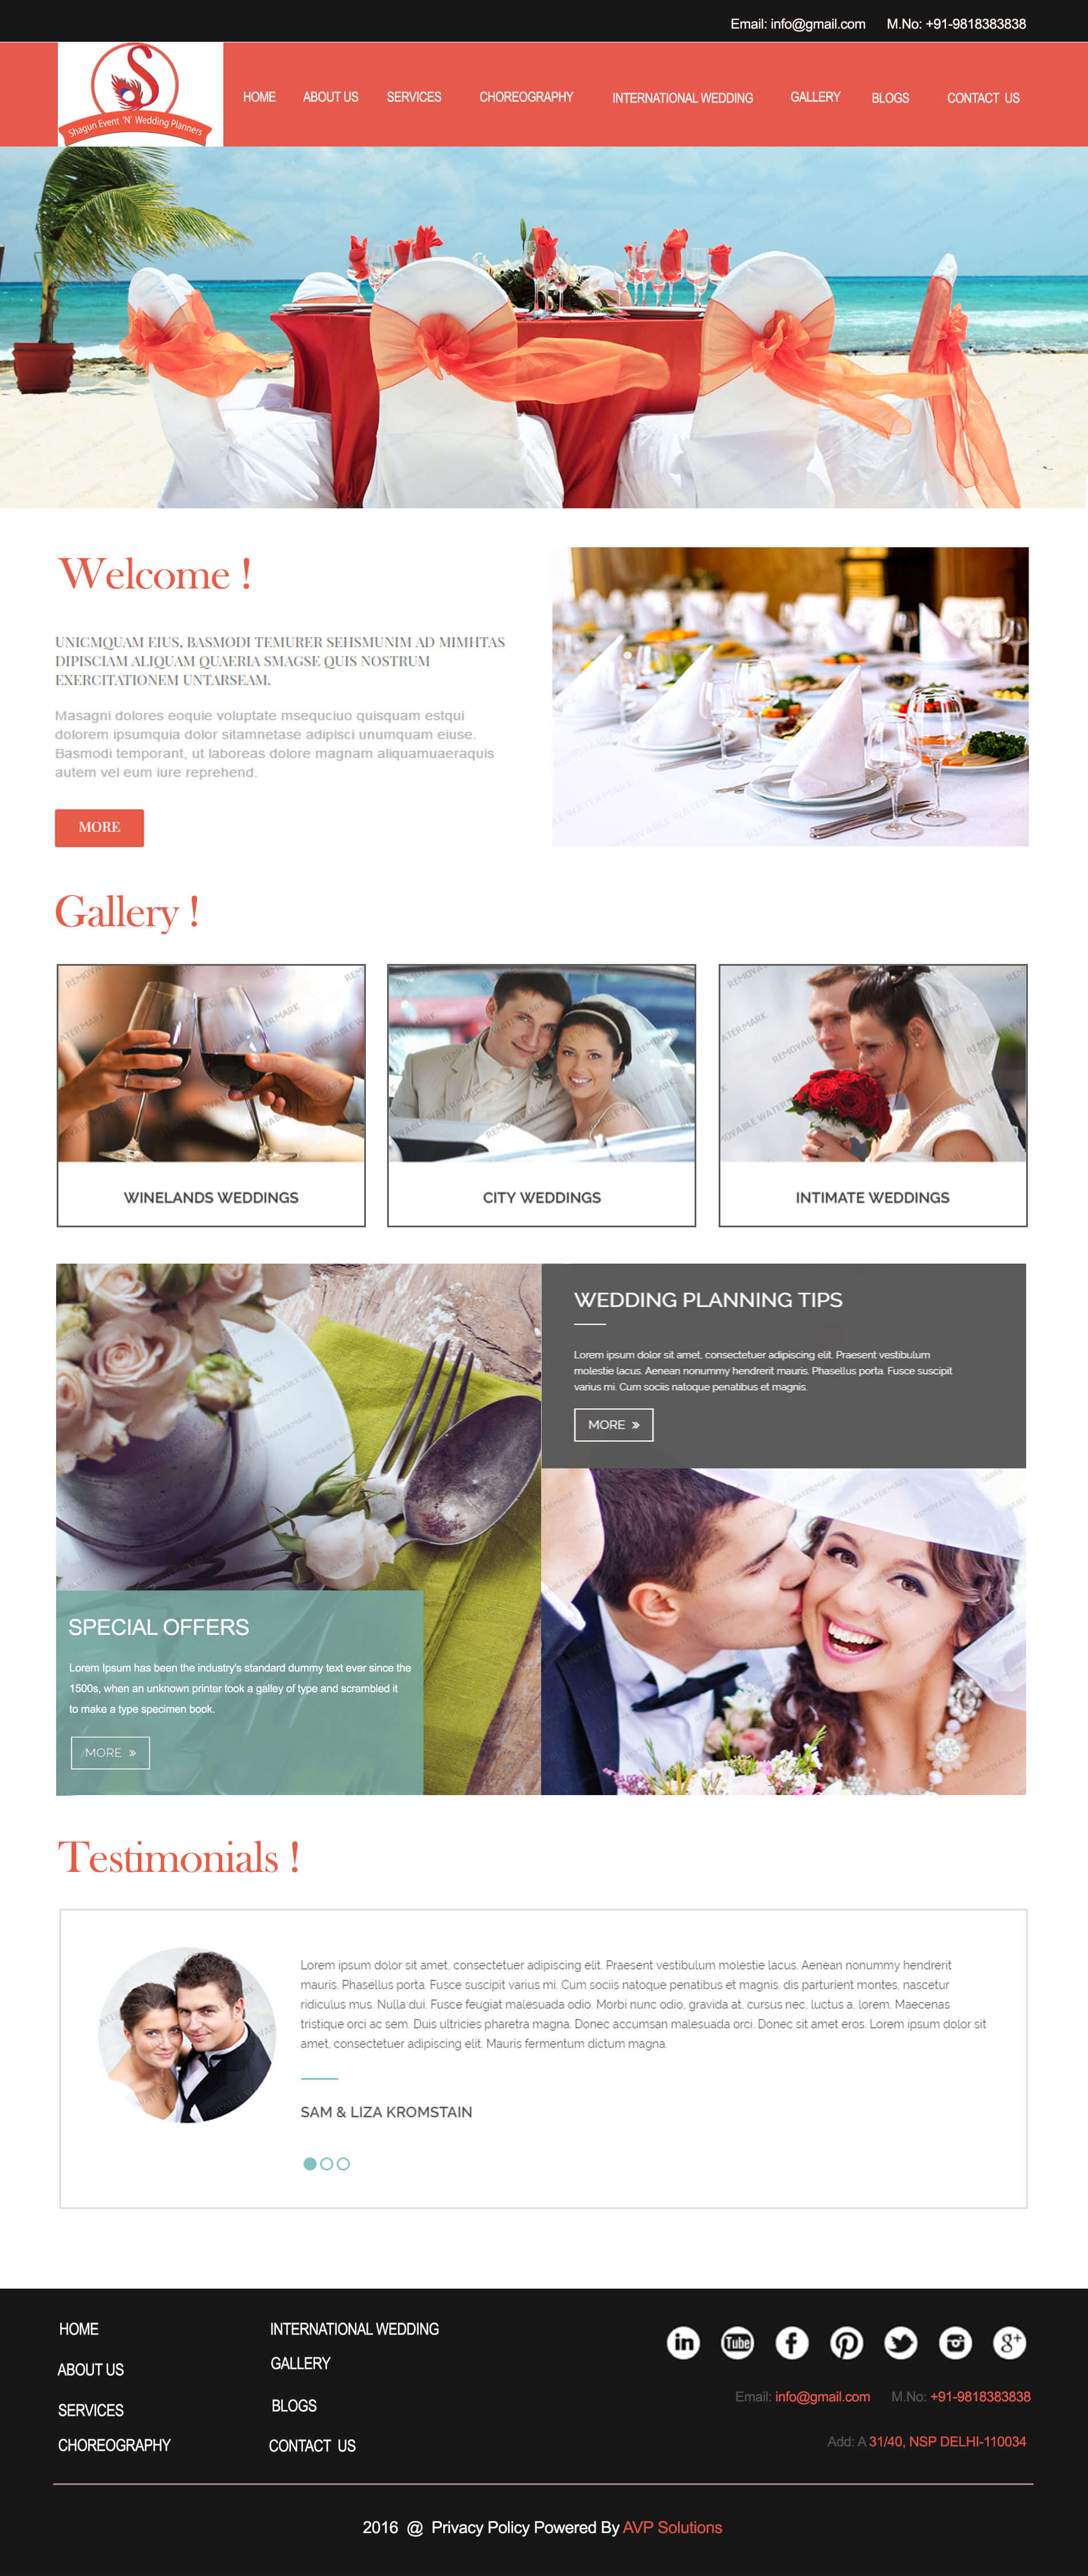 Email: info@gmail.com M.No: +91-9818383838
Shagun Event 'N' Wedding Planners
HOME ABOUT US SERVICES CHOREOGRAPHY INTERNATIONAL WEDDING GALLERY BLOGS CONTACT US
Welcome !
UNICMQUAM EIUS, BASMODI TEMURER SEHSMUNIM AD MIMHTAS
DIPISCIAM ALIQUAM QUAERIA SMAGSE QUIS NOSTRUM
EXERCITATIONEM UNTARSEAM.
Masagni dolores eoquie voluptate msequciuo quisquam estqui
dolorem ipsumquia dolor sitamnetase adipisci unumquam eiuse.
Basmodi temporant, ut laboreas dolore magnam aliquamuaeraquis
autem vel eum iure reprehend.
MORE
Gallery !
WINELANDS WEDDINGS
CITY WEDDINGS
INTIMATE WEDDINGS
WEDDING PLANNING TIPS
Lorem ipsum dolor sit amet, consectetuer adipiscing elit. Praesent vestibulum
molestie lacus. Aenean nonummy hendrerit mauris. Phasellus porta. Fusce suscipit
varius mi. Cum sociis natoque penatibus et magnis.
MORE »
SPECIAL OFFERS
Lorem Ipsum has been the industry's standard dummy text ever since the
1500s, when an unknown printer took a galley of type and scrambled it
to make a type specimen book.
MORE »
REMOVABLE WATERMARK
Testimonials !
Lorem ipsum dolor sit amet, consectetuer adipiscing elit. Praesent vestibulum molestie lacus. Aenean nonummy hendrerit
mauris. Phasellus porta. Fusce suscipit varius mi. Cum sociis natoque penatibus et magnis. dis parturient montes, nascetur
ridiculus mus. Nulla dui. Fusce feugiat malesuada odio. Morbi nunc odio, gravida at, cursus nec, luctus a, lorem. Maecenas
tristique orci ac sem. Duis ultricies pharetra magna. Donec accumsan malesuada orci. Donec sit amet eros. Lorem ipsum dolor sit
amet, consectetuer adipiscing elit. Mauris fermentum dictum magna.
SAM & LIZA KROMSTAIN
HOME
ABOUT US
SERVICES
CHOREOGRAPHY
INTERNATIONAL WEDDING
GALLERY
BLOGS
CONTACT US
in You Tube f P g+
Email: info@gmail.com M.No: +91-9818383838
Add: A 31/40, NSP DELHI-110034
2016 @ Privacy Policy Powered By AVP Solutions